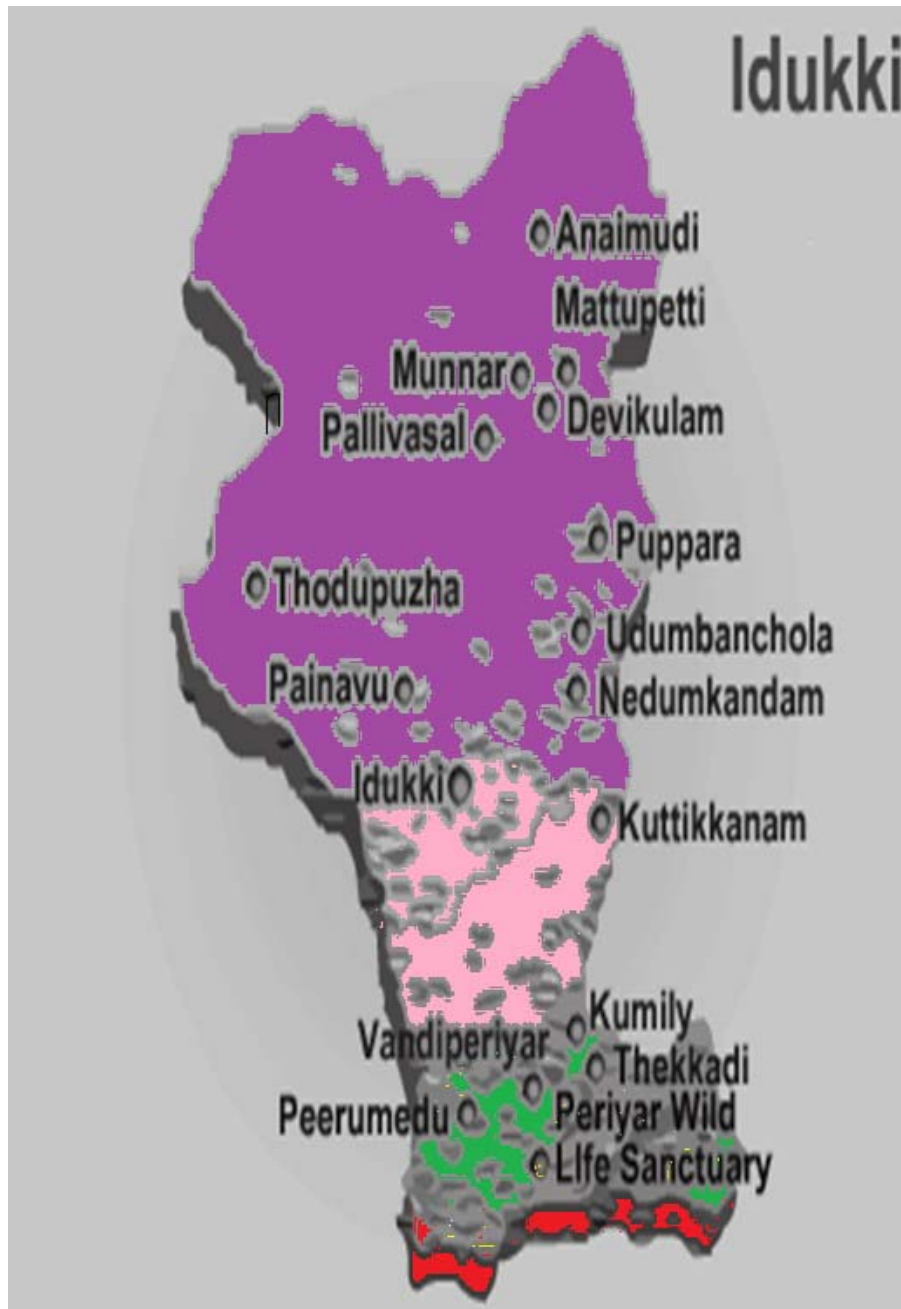 Idukki
Anaimudi
Mattupetti
Munnar
Devikulam
Pallivasal
Puppara
Thodupuzha
Udumbanchola
Painavu
Nedumkandam
Idukki
Kuttikkanam
Kumily
Vandiperiyar
Thekkadi
Peerumedu
Periyar Wild
LIfe Sanctuary